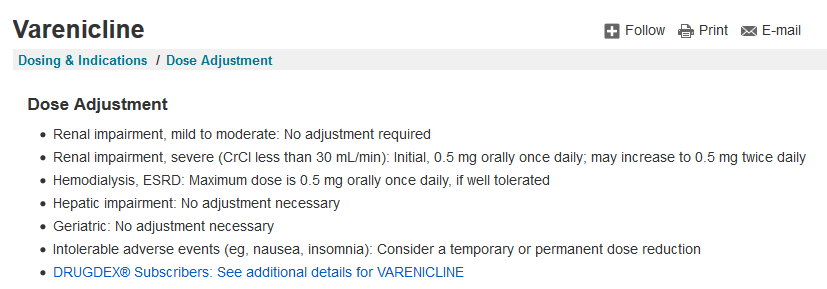 Varenicline
Follow Print E-mail
Dosing & Indications / Dose Adjustment
Dose Adjustment
• Renal impairment, mild to moderate: No adjustment required
• Renal impairment, severe (CrCl less than 30 mL/min): Initial, 0.5 mg orally once daily; may increase to 0.5 mg twice daily
• Hemodialysis, ESRD: Maximum dose is 0.5 mg orally once daily, if well tolerated
• Hepatic impairment: No adjustment necessary
• Geriatric: No adjustment necessary
• Intolerable adverse events (eg, nausea, insomnia): Consider a temporary or permanent dose reduction
• DRUGDEX® Subscribers: See additional details for VARENICLINE